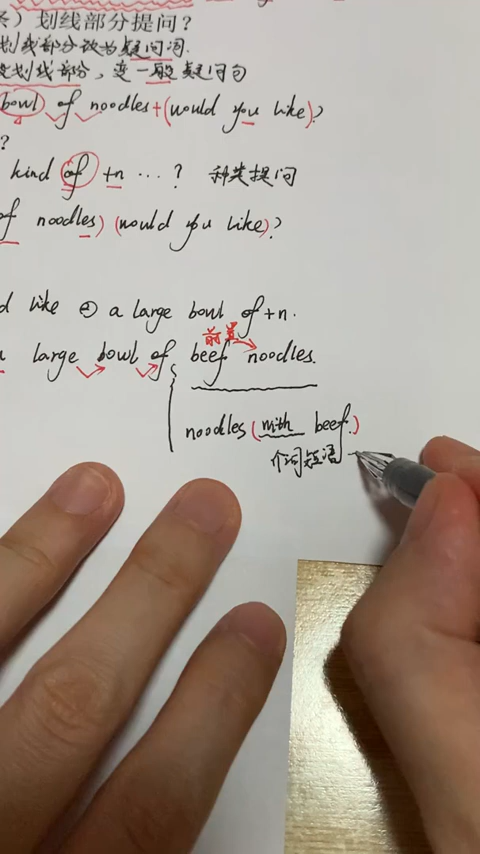 ）划线部分提问？
划线部分改为疑问词.
划线部分，变一般疑问句
bowl of noodles+(would you like)?
?
kind of +n ...? 种类提问
of noodles) (would you like)?
like ② a large bowl of +n.
前置
large bowl of beef noodles.
noodles (with beef.)
介词短语